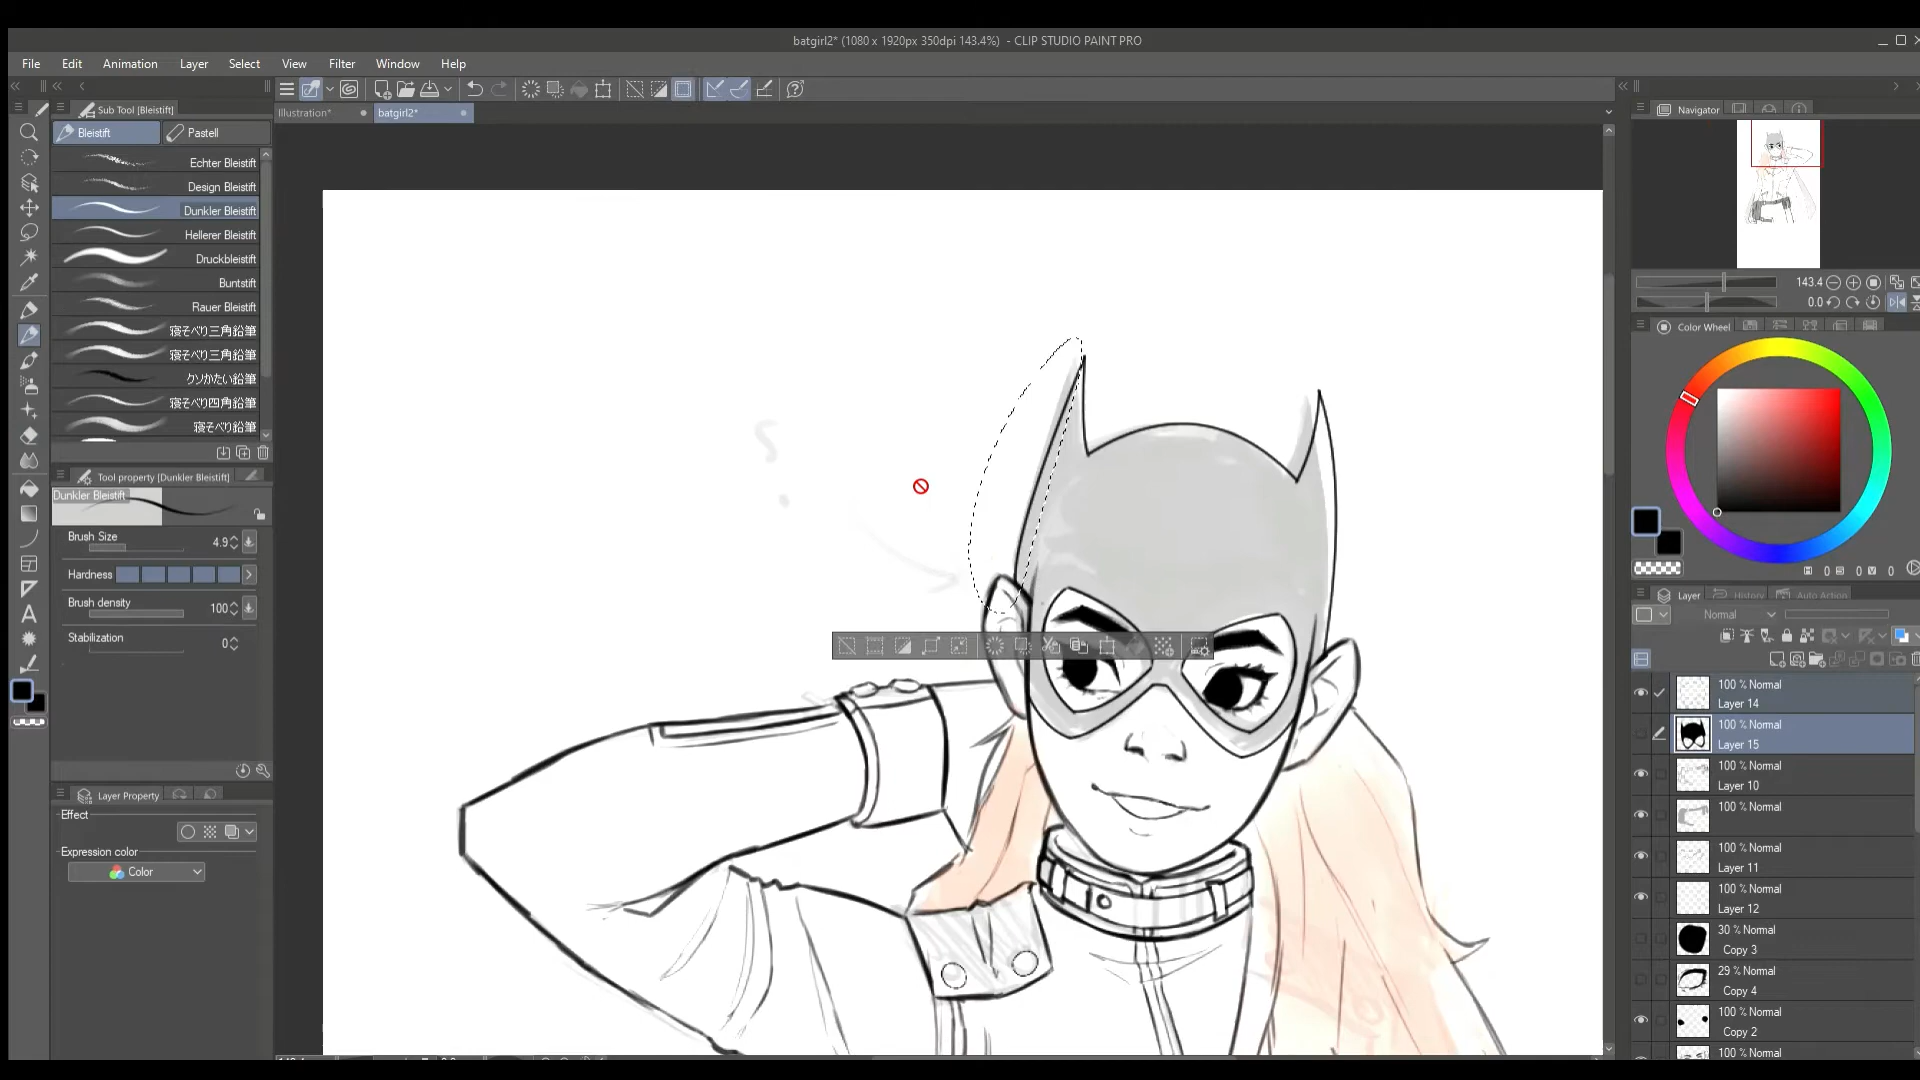 batgirl2* (1080 x 1920px 350dpi 143.4%) - CLIP STUDIO PAINT PRO
File Edit Animation Layer Select View Filter Window Help
Sub Tool [Bleistift]
Illustration* batgirl2*
Navigator
Bleistift Pastell
Echter Bleistift
Design Bleistift
Dunkler Bleistift
Hellerer Bleistift
Druckbleistift
Buntstift
Rauer Bleistift
寝そべり三角鉛筆
寝そべり三角鉛筆
クソかたい鉛筆
寝そべり四角鉛筆
寝そべり鉛筆
143.4
0.0
Color Wheel
Tool property [Dunkler Bleistift]
Dunkler Bleistift
Brush Size 4.9
Hardness
Brush density 100
Stabilization 0
0 0 0
Layer History Auto Action
Normal
100 % Normal
Layer 14
100 % Normal
Layer 15
100 % Normal
Layer 10
100 % Normal
100 % Normal
Layer 11
100 % Normal
Layer 12
30 % Normal
Copy 3
29 % Normal
Copy 4
100 % Normal
Copy 2
100 % Normal
Layer Property
Effect
Expression color
Color